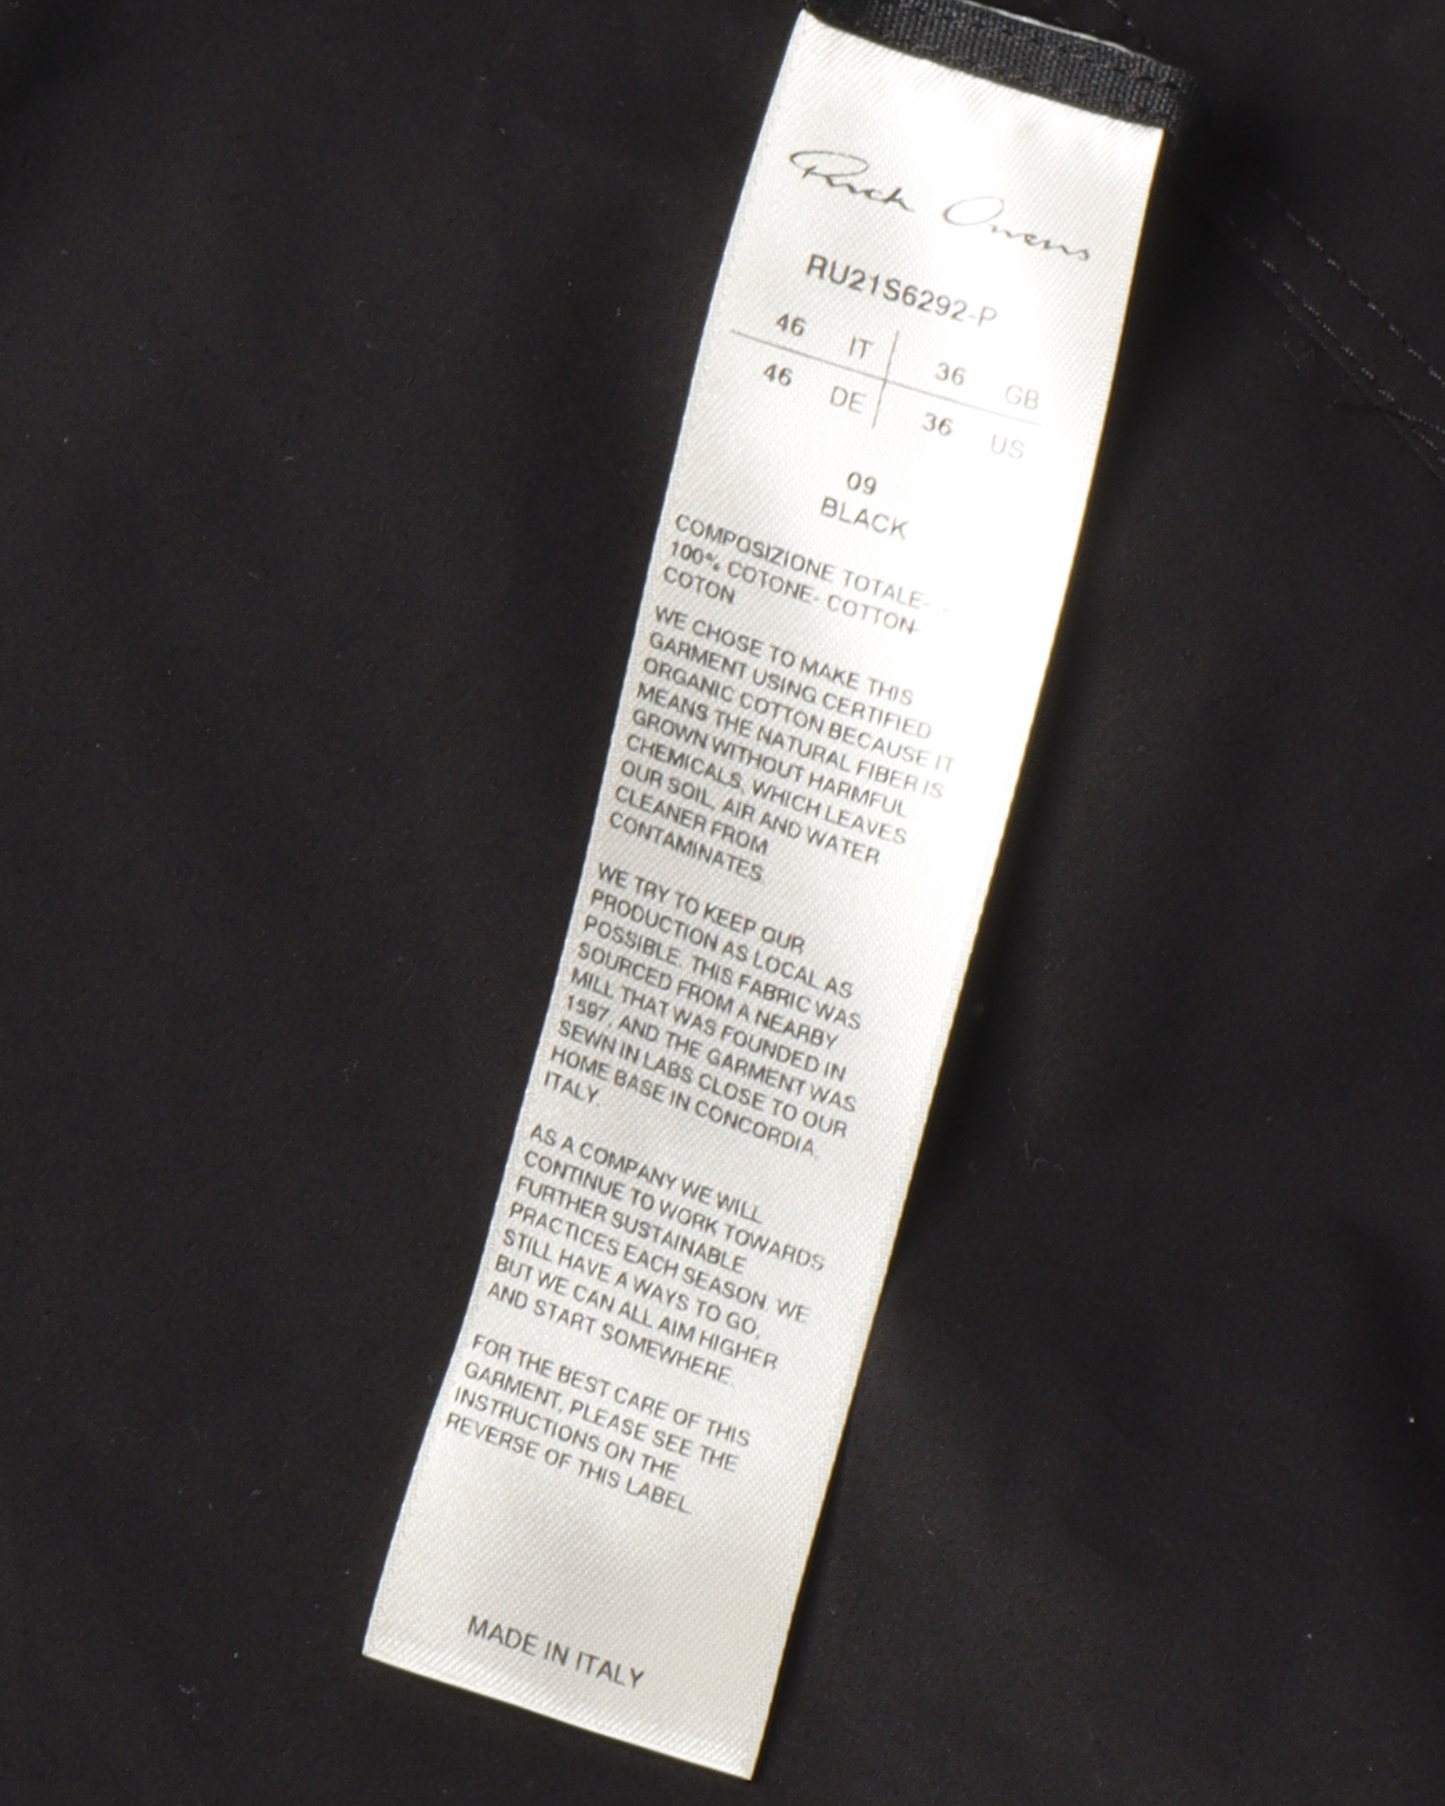 Rick Owens
RU21S6292-P
46 IT 36 GB
46 DE 36 US
09
BLACK
COMPOSIZIONE TOTALE-
100% COTONE- COTTON-
COTON
WE CHOSE TO MAKE THIS
GARMENT USING CERTIFIED
ORGANIC COTTON BECAUSE IT
MEANS THE NATURAL FIBER IS
GROWN WITHOUT HARMFUL
CHEMICALS, WHICH LEAVES
OUR SOIL, AIR AND WATER
CLEANER FROM
CONTAMINATES.
WE TRY TO KEEP OUR
PRODUCTION AS LOCAL AS
POSSIBLE. THIS FABRIC WAS
SOURCED FROM A NEARBY
MILL THAT WAS FOUNDED IN
1597, AND THE GARMENT WAS
SEWN IN LABS CLOSE TO OUR
HOME BASE IN CONCORDIA,
ITALY.
AS A COMPANY WE WILL
CONTINUE TO WORK TOWARDS
FURTHER SUSTAINABLE
PRACTICES EACH SEASON. WE
STILL HAVE A WAYS TO GO,
BUT WE CAN ALL AIM HIGHER
AND START SOMEWHERE.
FOR THE BEST CARE OF THIS
GARMENT, PLEASE SEE THE
INSTRUCTIONS ON THE
REVERSE OF THIS LABEL.
MADE IN ITALY